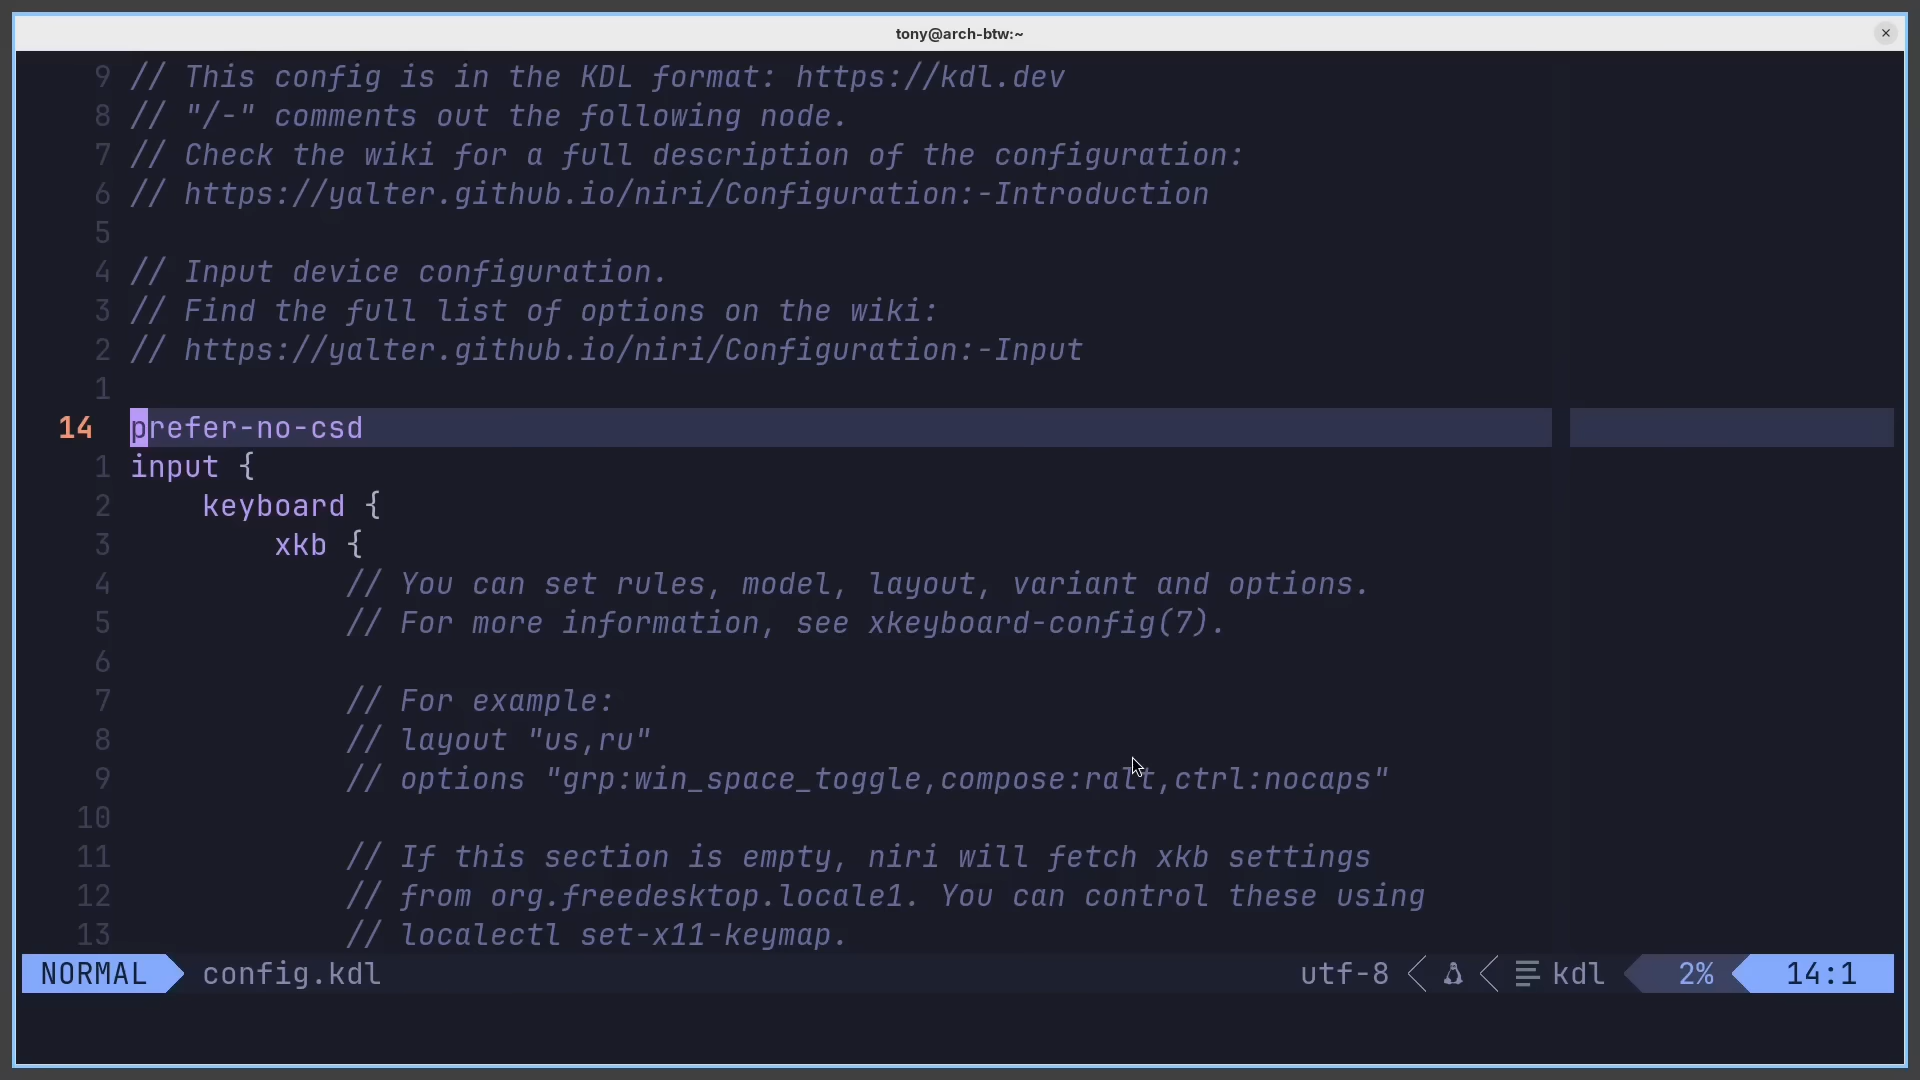 tony@arch-btw:~
9 // This config is in the KDL format: https://kdl.dev
8 // "/-" comments out the following node.
7 // Check the wiki for a full description of the configuration:
6 // https://yalter.github.io/niri/Configuration:-Introduction
5
4 // Input device configuration.
3 // Find the full list of options on the wiki:
2 // https://yalter.github.io/niri/Configuration:-Input
1
14 prefer-no-csd
1 input {
2     keyboard {
3         xkb {
4             // You can set rules, model, layout, variant and options.
5             // For more information, see xkeyboard-config(7).
6
7             // For example:
8             // layout "us,ru"
9             // options "grp:win_space_toggle,compose:ralt,ctrl:nocaps"
10
11             // If this section is empty, niri will fetch xkb settings
12             // from org.freedesktop.locale1. You can control these using
13             // localectl set-x11-keymap.
NORMAL config.kdl utf-8 kdl 2% 14:1